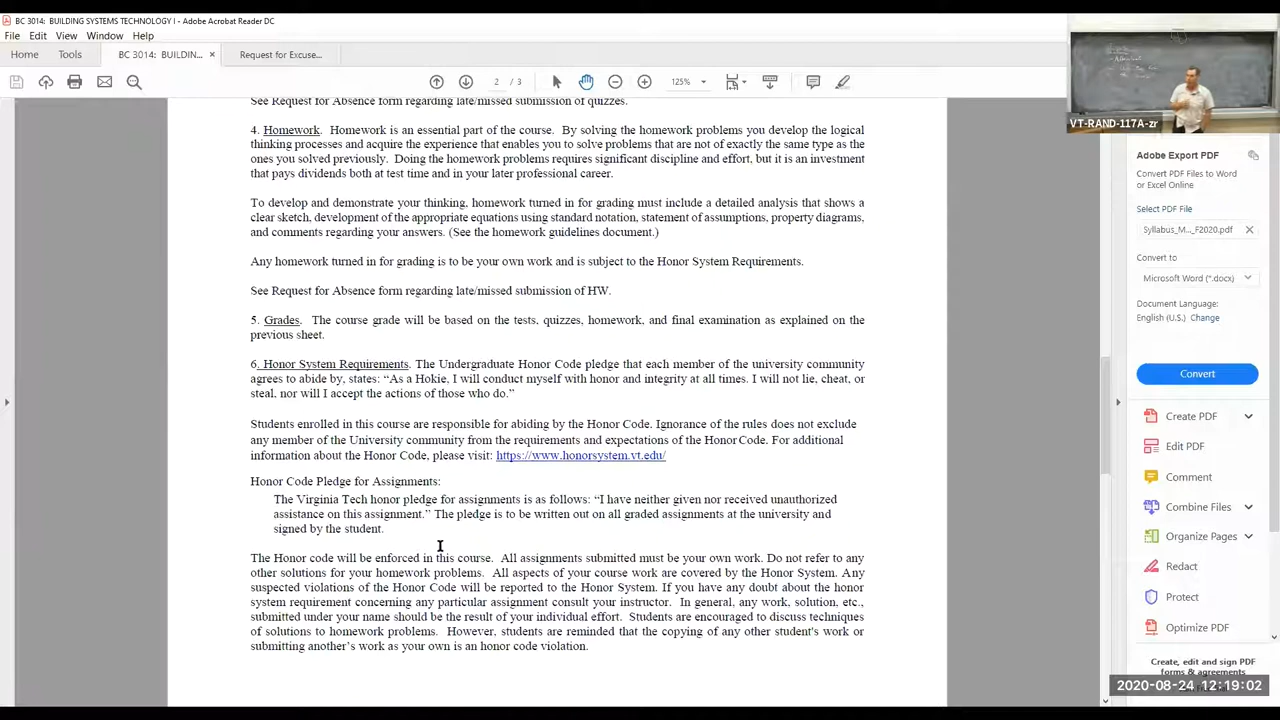 BC 3014: BUILDING SYSTEMS TECHNOLOGY I - Adobe Acrobat Reader DC
File Edit View Window Help
Home Tools BC 3014: BUILDIN... × Request for Excuse...
2 / 3 125%
See Request for Absence form regarding late/missed submission of quizzes.
4. Homework. Homework is an essential part of the course. By solving the homework problems you develop the logical
thinking processes and acquire the experience that enables you to solve problems that are not of exactly the same type as the
ones you solved previously. Doing the homework problems requires significant discipline and effort, but it is an investment
that pays dividends both at test time and in your later professional career.
To develop and demonstrate your thinking, homework turned in for grading must include a detailed analysis that shows a
clear sketch, development of the appropriate equations using standard notation, statement of assumptions, property diagrams,
and comments regarding your answers. (See the homework guidelines document.)
Any homework turned in for grading is to be your own work and is subject to the Honor System Requirements.
See Request for Absence form regarding late/missed submission of HW.
5. Grades. The course grade will be based on the tests, quizzes, homework, and final examination as explained on the
previous sheet.
6. Honor System Requirements. The Undergraduate Honor Code pledge that each member of the university community
agrees to abide by, states: “As a Hokie, I will conduct myself with honor and integrity at all times. I will not lie, cheat, or
steal, nor will I accept the actions of those who do.”
Students enrolled in this course are responsible for abiding by the Honor Code. Ignorance of the rules does not exclude
any member of the University community from the requirements and expectations of the Honor Code. For additional
information about the Honor Code, please visit: https://www.honorsystem.vt.edu/
Honor Code Pledge for Assignments:
The Virginia Tech honor pledge for assignments is as follows: “I have neither given nor received unauthorized
assistance on this assignment.” The pledge is to be written out on all graded assignments at the university and
signed by the student.
The Honor code will be enforced in this course. All assignments submitted must be your own work. Do not refer to any
other solutions for your homework problems. All aspects of your course work are covered by the Honor System. Any
suspected violations of the Honor Code will be reported to the Honor System. If you have any doubt about the honor
system requirement concerning any particular assignment consult your instructor. In general, any work, solution, etc.,
submitted under your name should be the result of your individual effort. Students are encouraged to discuss techniques
of solutions to homework problems. However, students are reminded that the copying of any other student's work or
submitting another’s work as your own is an honor code violation.
VT-RAND-117A-zr
Adobe Export PDF
Convert PDF Files to Word
or Excel Online
Select PDF File
Syllabus_M..._F2020.pdf
Convert to
Microsoft Word (*.docx)
Document Language:
English (U.S.) Change
Convert
Create PDF
Edit PDF
Comment
Combine Files
Organize Pages
Redact
Protect
Optimize PDF
Create, edit and sign PDF
forms & agreements
2020-08-24 12:19:02